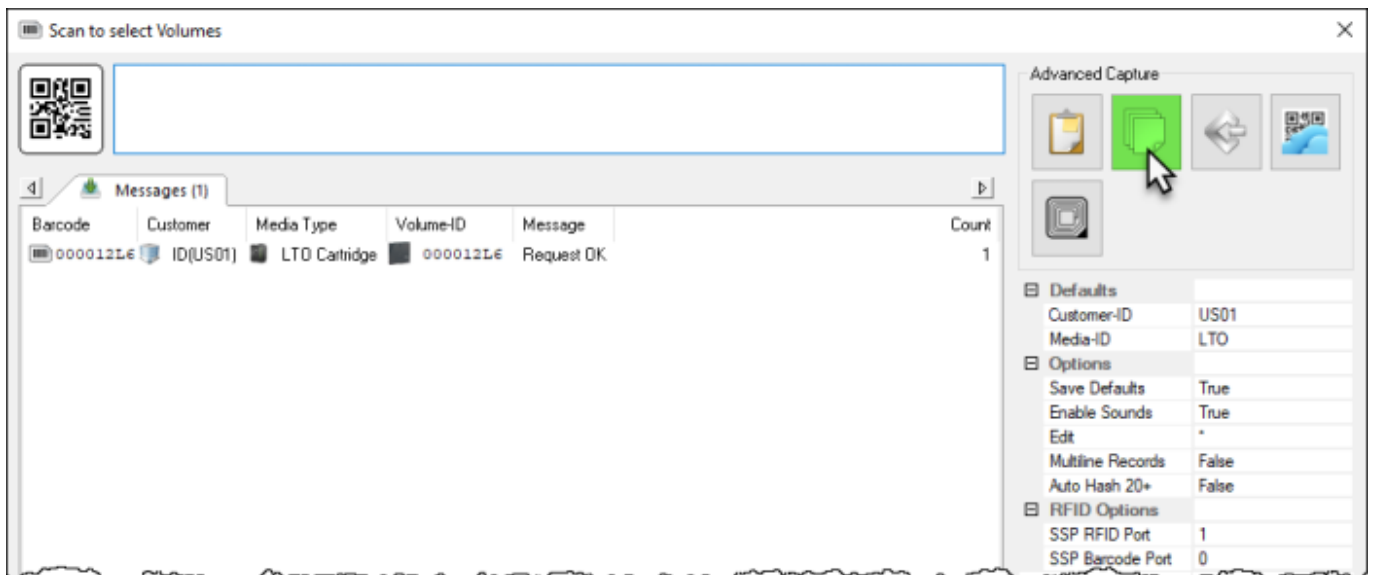 Scan to select Volumes
Advanced Capture
Messages (1)
Barcode Customer Media Type Volume-ID Message Count
000012L6 ID(US01) LTO Cartridge 000012L6 Request OK 1
Defaults
Customer-ID US01
Media-ID LTO
Options
Save Defaults True
Enable Sounds True
Edit *
Multiline Records False
Auto Hash 20+ False
RFID Options
SSP RFID Port 1
SSP Barcode Port 0